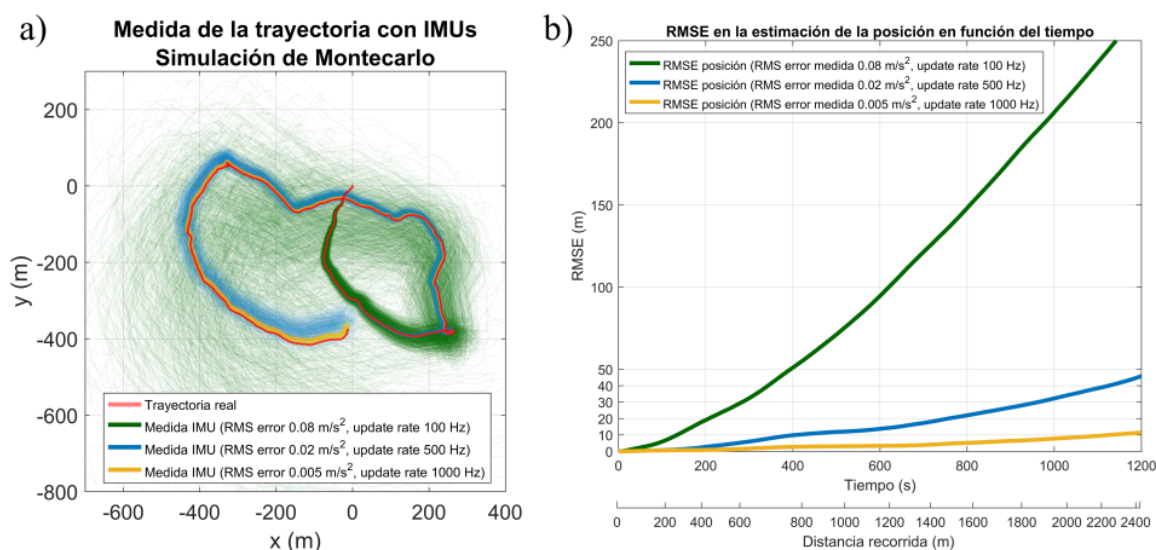 a)
Medida de la trayectoria con IMUs
Simulación de Montecarlo
200
0
-200
-400
-600
-800
y (m)
Trayectoria real
Medida IMU (RMS error 0.08 m/s², update rate 100 Hz)
Medida IMU (RMS error 0.02 m/s², update rate 500 Hz)
Medida IMU (RMS error 0.005 m/s², update rate 1000 Hz)
-600 -400 -200 0 200 400
x (m)
b)
RMSE en la estimación de la posición en función del tiempo
RMSE posición (RMS error medida 0.08 m/s², update rate 100 Hz)
RMSE posición (RMS error medida 0.02 m/s², update rate 500 Hz)
RMSE posición (RMS error medida 0.005 m/s², update rate 1000 Hz)
250
200
150
100
50
40
30
20
10
0
RMSE (m)
0 200 400 600 800 1000 1200
Tiempo (s)
0 200 400 600 800 1000 1200 1400 1600 1800 2000 2200 2400
Distancia recorrida (m)